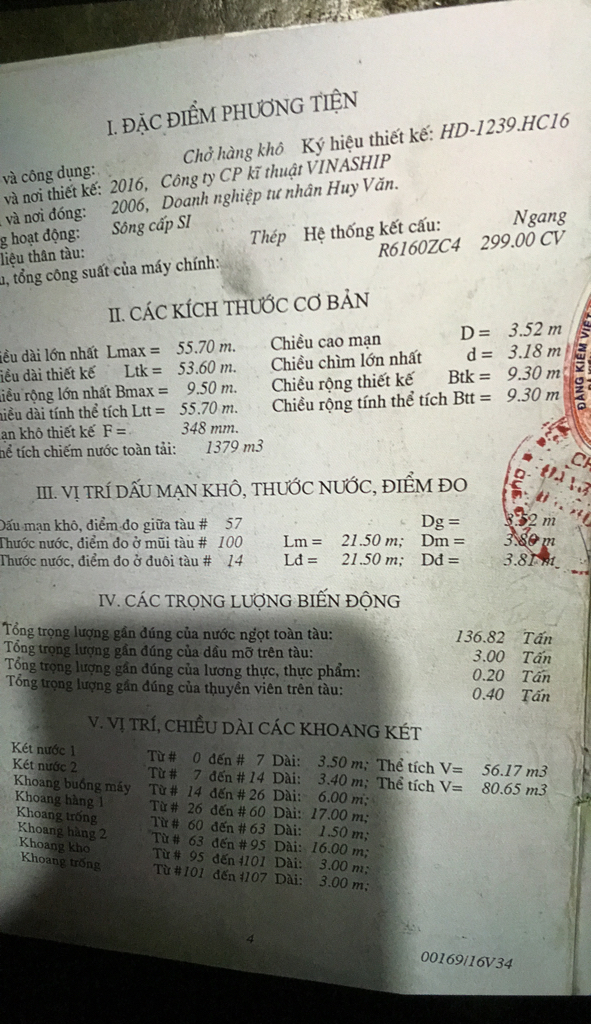 I. ĐẶC ĐIỂM PHƯƠNG TIỆN
và công dụng: Chở hàng khô Ký hiệu thiết kế: HD-1239.HC16
và nơi thiết kế: 2016, Công ty CP kĩ thuật VINASHIP
và nơi đóng: 2006, Doanh nghiệp tư nhân Huy Văn.
g hoạt động: Sông cấp SI
liệu thân tàu: Thép Hệ thống kết cấu: Ngang
u, tổng công suất của máy chính: R6160ZC4 299.00 CV
II. CÁC KÍCH THƯỚC CƠ BẢN
iều dài lớn nhất Lmax = 55.70 m. Chiều cao mạn D = 3.52 m
iều dài thiết kế Ltk = 53.60 m. Chiều chìm lớn nhất d = 3.18 m
iều rộng lớn nhất Bmax = 9.50 m. Chiều rộng thiết kế Btk = 9.30 m
iều dài tính thể tích Ltt = 55.70 m. Chiều rộng tính thể tích Btt = 9.30 m
ạn khô thiết kế F = 348 mm.
hể tích chiếm nước toàn tải: 1379 m3
ĐĂNG KIỂM VIỆT
III. VỊ TRÍ DẤU MẠN KHÔ, THƯỚC NƯỚC, ĐIỂM ĐO
Dấu mạn khô, điểm đo giữa tàu # 57 Dg = 3.52 m
Thước nước, điểm đo ở mũi tàu # 100 Lm = 21.50 m; Dm = 3.80 m
Thước nước, điểm đo ở đuôi tàu # 14 Lđ = 21.50 m; Dđ = 3.81 m
IV. CÁC TRỌNG LƯỢNG BIẾN ĐỘNG
Tổng trọng lượng gần đúng của nước ngọt toàn tàu: 136.82 Tấn
Tổng trọng lượng gần đúng của dầu mỡ trên tàu: 3.00 Tấn
Tổng trọng lượng gần đúng của lương thực, thực phẩm: 0.20 Tấn
Tổng trọng lượng gần đúng của thuyền viên trên tàu: 0.40 Tấn
V. VỊ TRÍ, CHIỀU DÀI CÁC KHOANG KÉT
Két nước 1 Từ # 0 đến # 7 Dài: 3.50 m; Thể tích V= 56.17 m3
Két nước 2 Từ # 7 đến # 14 Dài: 3.40 m; Thể tích V= 80.65 m3
Khoang buồng máy Từ # 14 đến # 26 Dài: 6.00 m;
Khoang hàng 1 Từ # 26 đến # 60 Dài: 17.00 m;
Khoang trống Từ # 60 đến # 63 Dài: 1.50 m;
Khoang hàng 2 Từ # 63 đến # 95 Dài: 16.00 m;
Khoang kho Từ # 95 đến #101 Dài: 3.00 m;
Khoang trống Từ #101 đến #107 Dài: 3.00 m;
4
00169/16V34